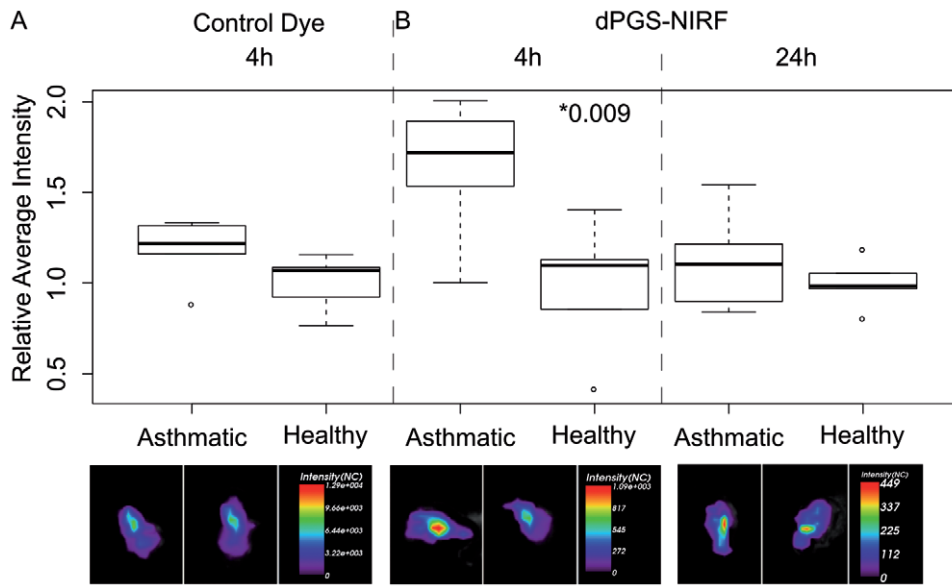 A
Control Dye
B
dPGS-NIRF
4h
4h
24h
Relative Average Intensity
2.0
1.5
1.0
0.5
*0.009
Asthmatic
Healthy
Asthmatic
Healthy
Asthmatic
Healthy
Intensity(NC)
1.29e+004
9.66e+003
6.44e+003
3.22e+003
0
Intensity(NC)
1.09e+003
817
545
272
0
Intensity(NC)
449
337
225
112
0